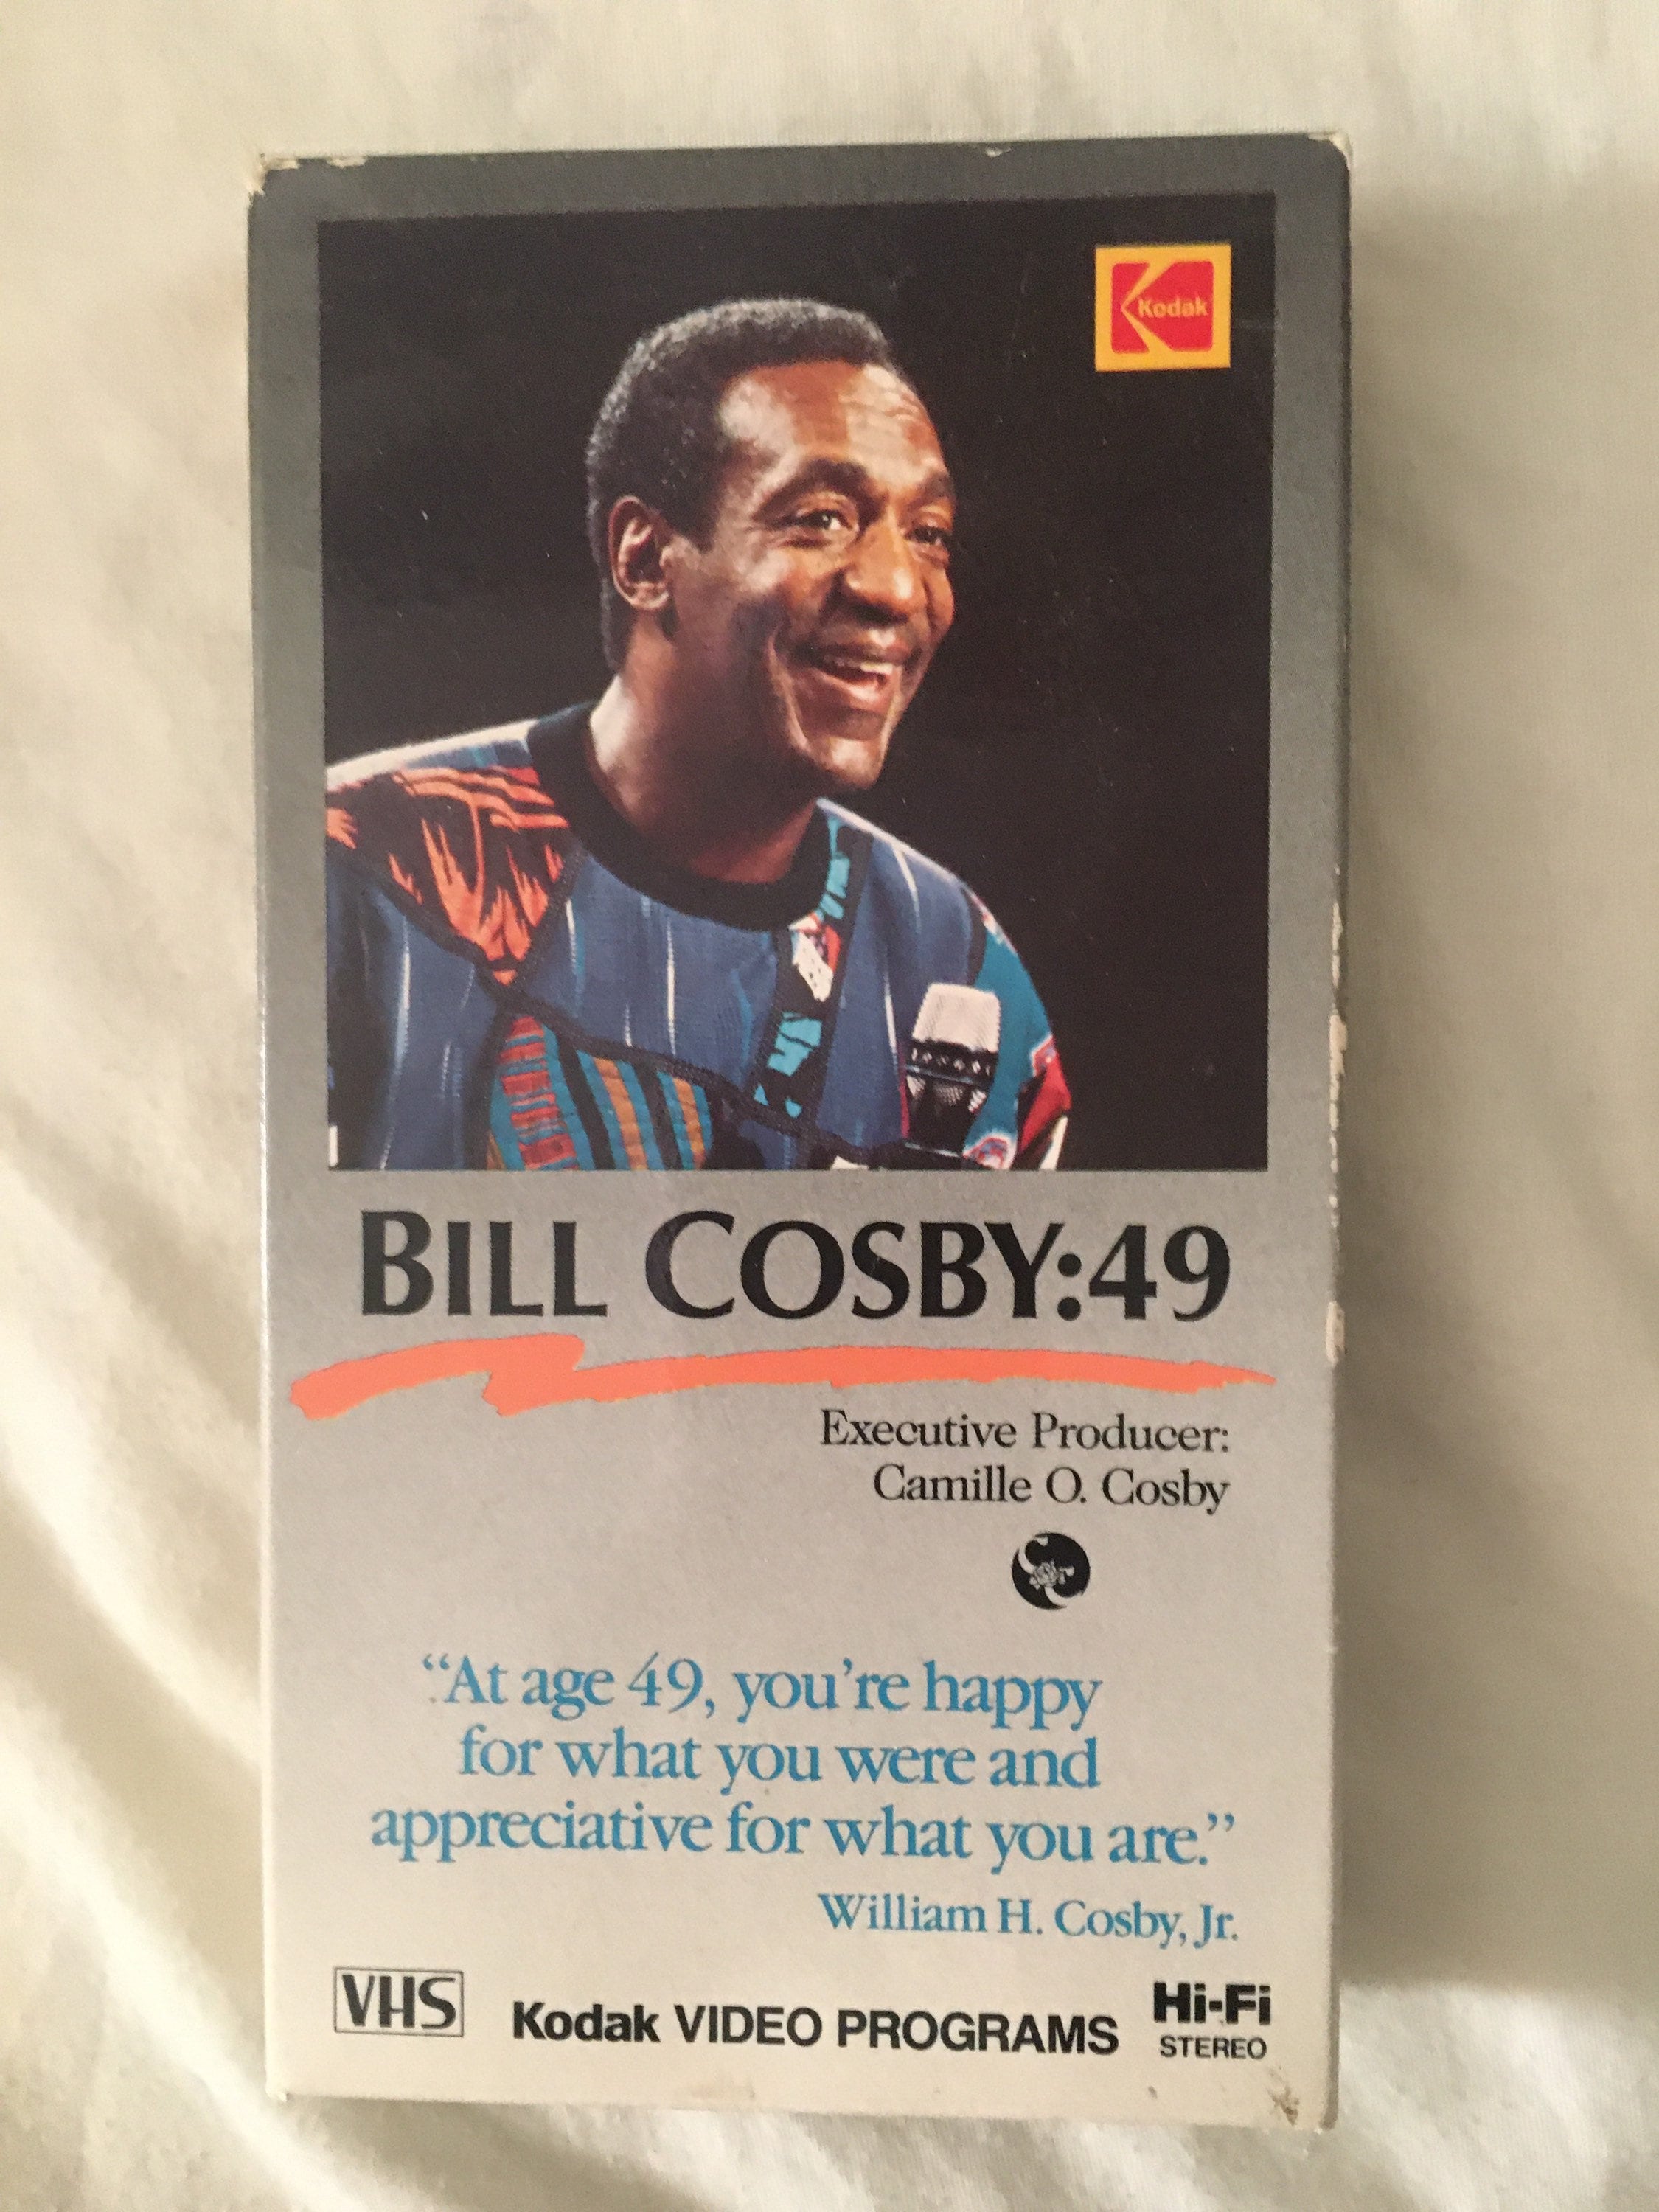 Kodak
BILL COSBY:49
Executive Producer:
Camille O. Cosby
“At age 49, you're happy
for what you were and
appreciative for what you are.”
William H. Cosby, Jr.
VHS
Kodak VIDEO PROGRAMS
Hi-Fi
STEREO